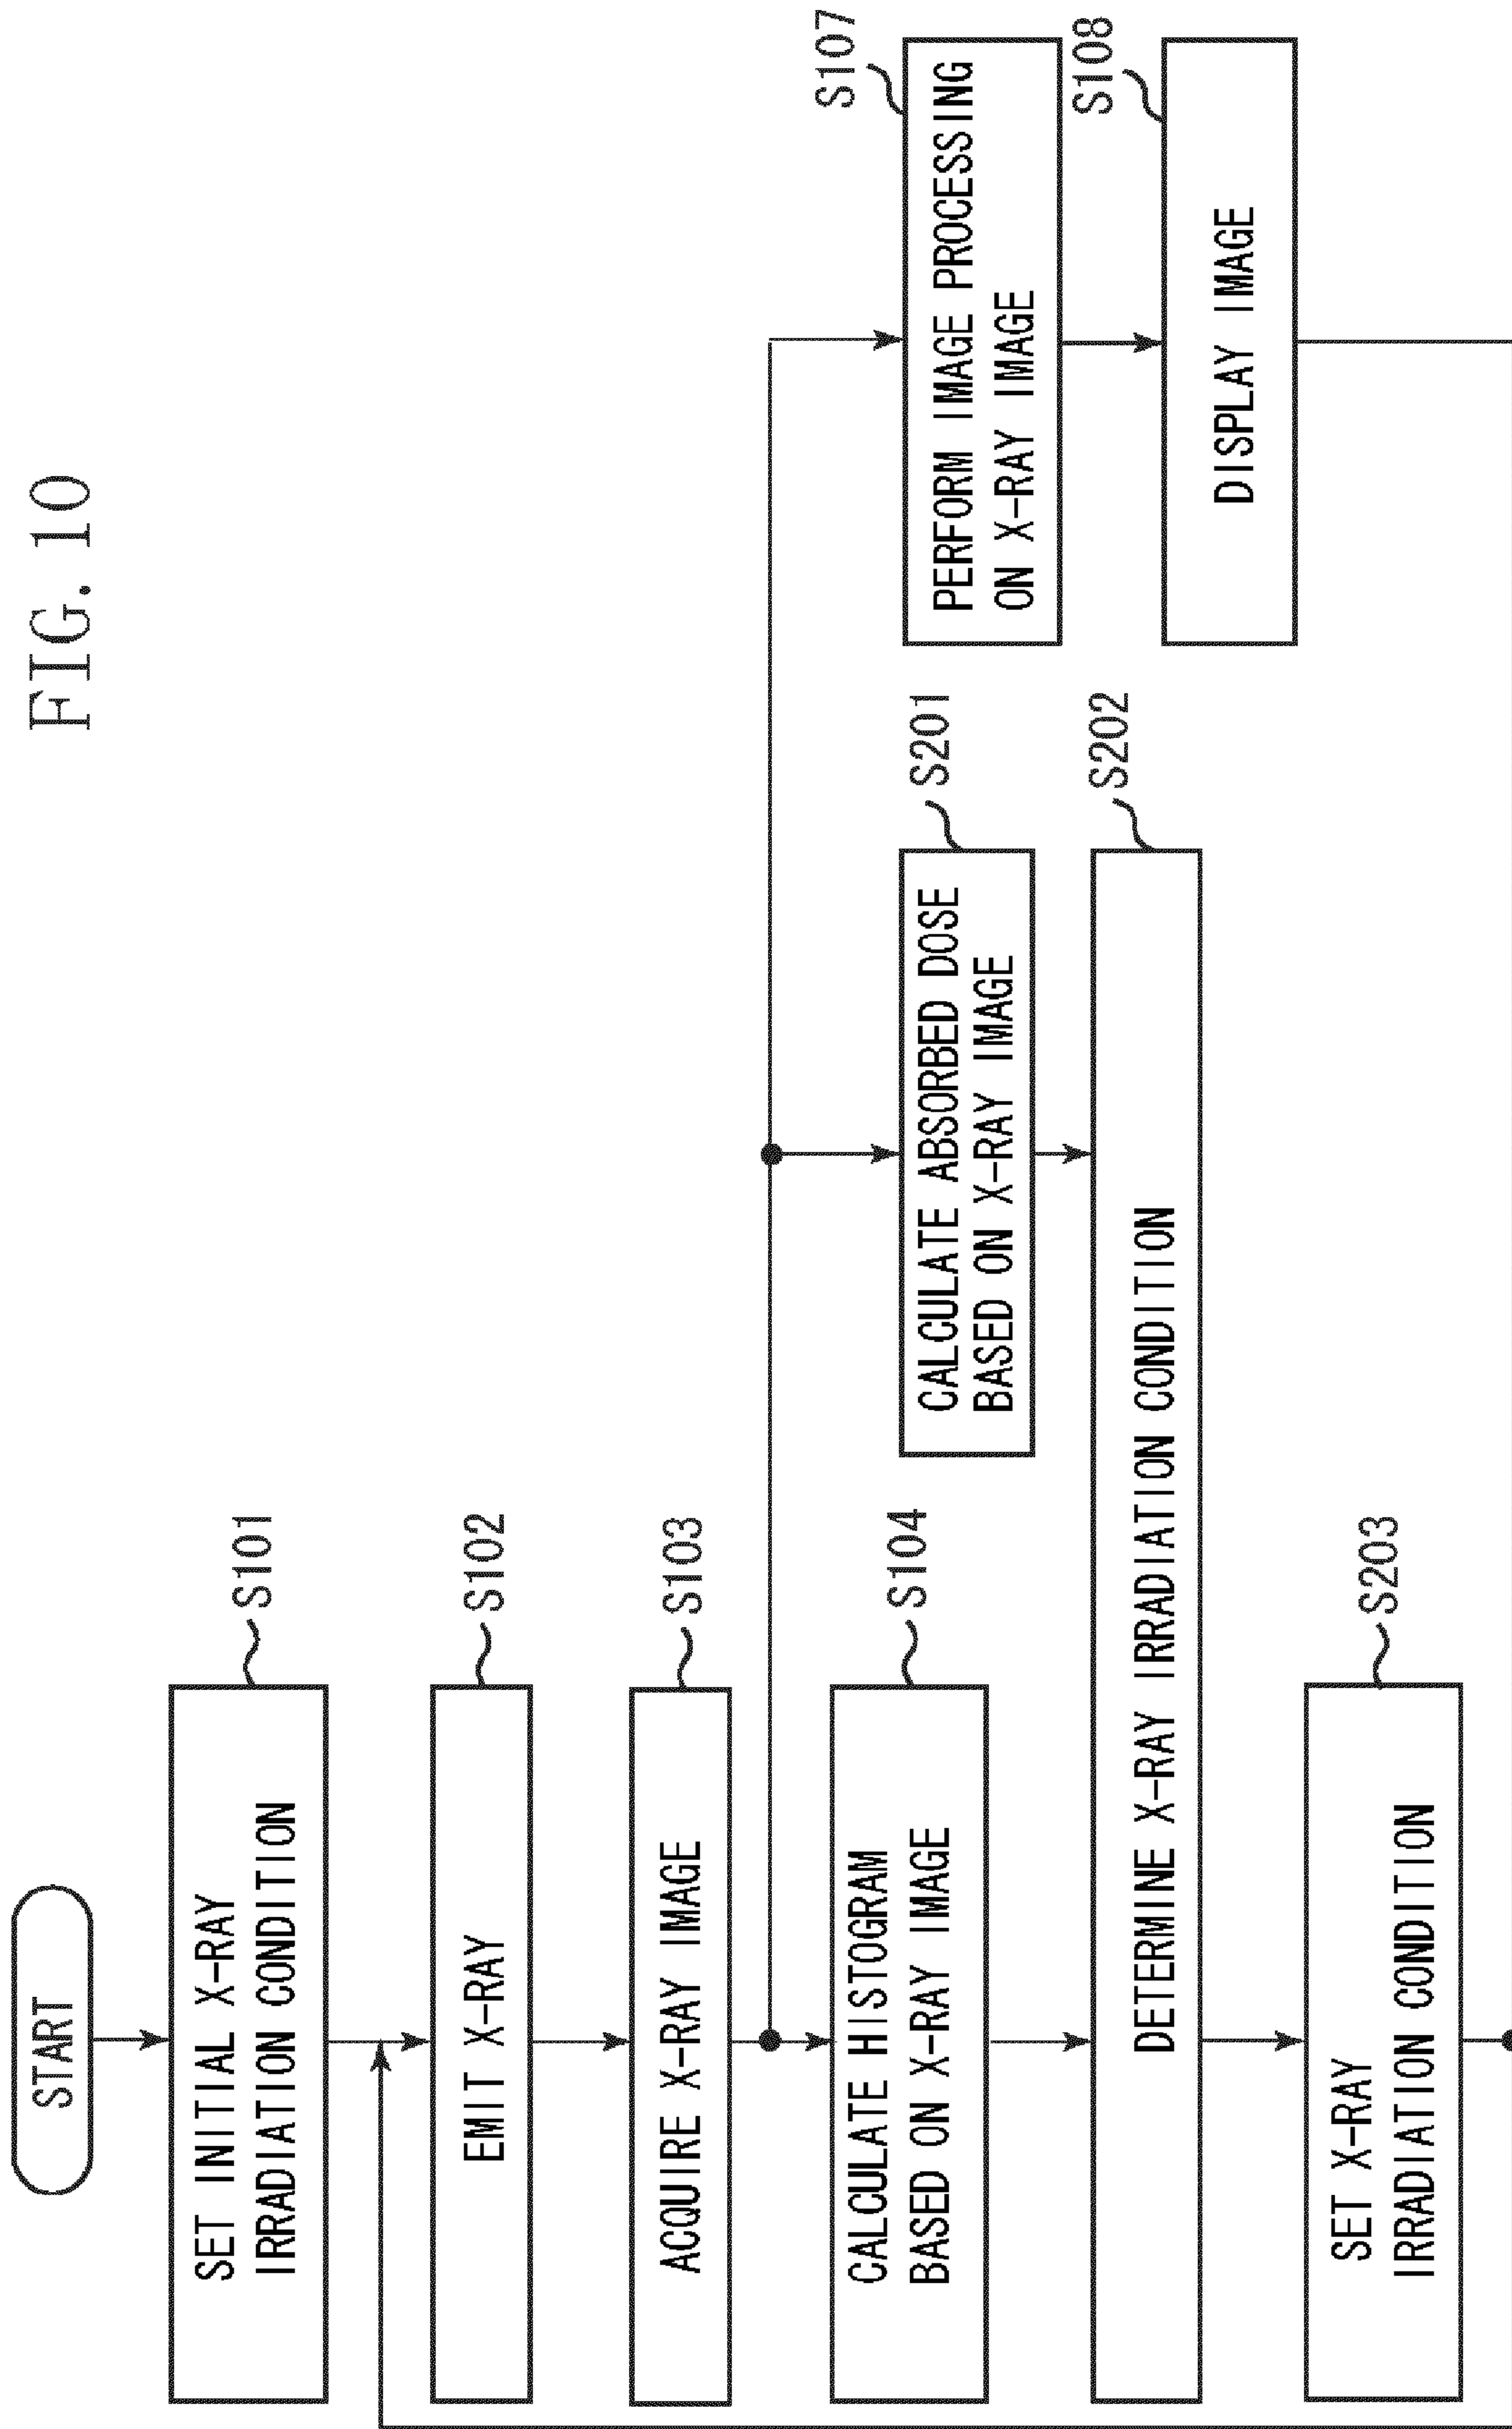 FIG. 10
START
SET INITIAL X-RAY
IRRADIATION CONDITION
S101
EMIT X-RAY
S102
ACQUIRE X-RAY IMAGE
S103
CALCULATE HISTOGRAM
BASED ON X-RAY IMAGE
S104
CALCULATE ABSORBED DOSE
BASED ON X-RAY IMAGE
S201
PERFORM IMAGE PROCESSING
ON X-RAY IMAGE
S107
DETERMINE X-RAY IRRADIATION CONDITION
S202
DISPLAY IMAGE
S108
SET X-RAY
IRRADIATION CONDITION
S203